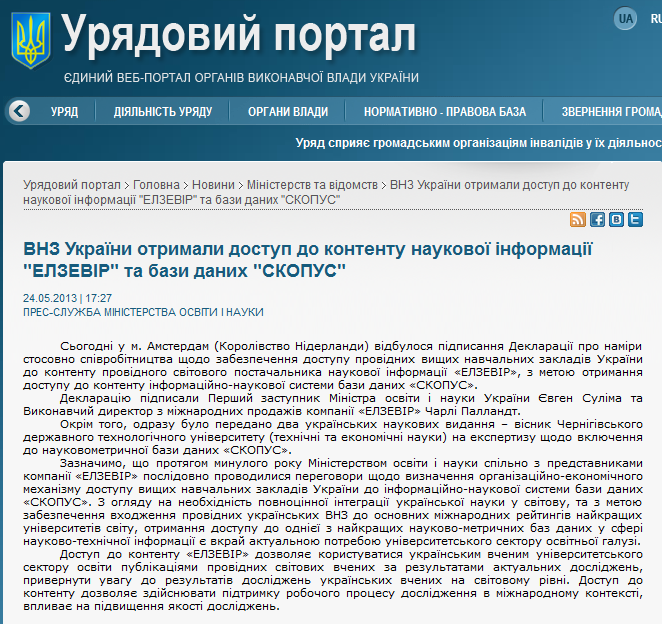 Урядовий портал
ЄДИНИЙ ВЕБ-ПОРТАЛ ОРГАНІВ ВИКОНАВЧОЇ ВЛАДИ УКРАЇНИ
UA RU
УРЯД ДІЯЛЬНІСТЬ УРЯДУ ОРГАНИ ВЛАДИ НОРМАТИВНО - ПРАВОВА БАЗА ЗВЕРНЕННЯ ГРОМА
Уряд сприяє громадським організаціям інвалідів у їх діяльнос
Урядовий портал > Головна > Новини > Міністерств та відомств > ВНЗ України отримали доступ до контенту
наукової інформації "ЕЛЗЕВІР" та бази даних "СКОПУС"
ВНЗ України отримали доступ до контенту наукової інформації
"ЕЛЗЕВІР" та бази даних "СКОПУС"
24.05.2013 | 17:27
ПРЕС-СЛУЖБА МІНІСТЕРСТВА ОСВІТИ І НАУКИ
Сьогодні у м. Амстердам (Королівство Нідерланди) відбулося підписання Декларації про наміри
стосовно співробітництва щодо забезпечення доступу провідних вищих навчальних закладів України
до контенту провідного світового постачальника наукової інформації «ЕЛЗЕВІР», з метою отримання
доступу до контенту інформаційно-наукової системи бази даних «СКОПУС».
Декларацію підписали Перший заступник Міністра освіти і науки України Євген Суліма та
Виконавчий директор з міжнародних продажів компанії «ЕЛЗЕВІР» Чарлі Палландт.
Окрім того, одразу було передано два українських наукових видання – вісник Чернігівського
державного технологічного університету (технічні та економічні науки) на експертизу щодо включення
до наукометричної бази даних «СКОПУС».
Зазначимо, що протягом минулого року Міністерством освіти і науки спільно з представниками
компанії «ЕЛЗЕВІР» послідовно проводилися переговори щодо визначення організаційно-економічного
механізму доступу вищих навчальних закладів України до інформаційно-наукової системи бази даних
«СКОПУС». З огляду на необхідність повноцінної інтеграції української науки у світову, та з метою
забезпечення входження провідних українських ВНЗ до основних міжнародних рейтингів найкращих
університетів світу, отримання доступу до однієї з найкращих науково-метричних баз даних у сфері
науково-технічної інформації є вкрай актуальною потребою університетського сектору освітньої галузі.
Доступ до контенту «ЕЛЗЕВІР» дозволяє користуватися українським вченим університетського
сектору освіти публікаціями провідних світових вчених за результатами актуальних досліджень,
привернути увагу до результатів досліджень українських вчених на світовому рівні. Доступ до
контенту дозволяє здійснювати підтримку робочого процесу дослідження в міжнародному контексті,
впливає на підвищення якості досліджень.